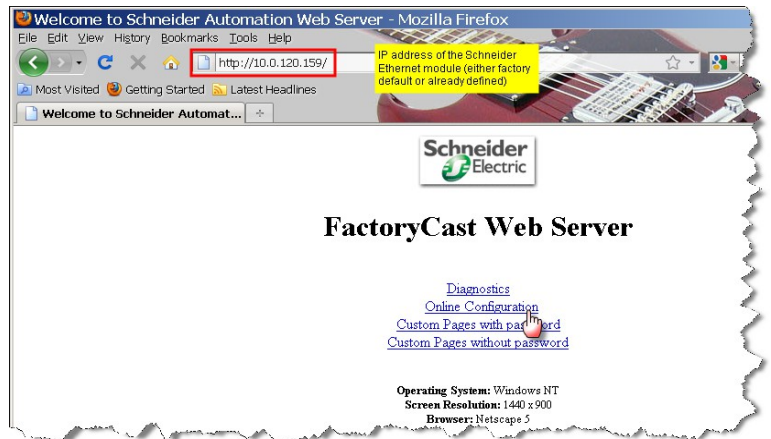 Welcome to Schneider Automation Web Server - Mozilla Firefox
File Edit View History Bookmarks Tools Help
http://10.0.120.159/
IP address of the Schneider
Ethernet module (either factory
default or already defined)
Most Visited Getting Started Latest Headlines
Welcome to Schneider Automat...
Schneider
Electric
FactoryCast Web Server
Diagnostics
Online Configuration
Custom Pages with password
Custom Pages without password
Operating System: Windows NT
Screen Resolution: 1440 x 900
Browser: Netscape 5